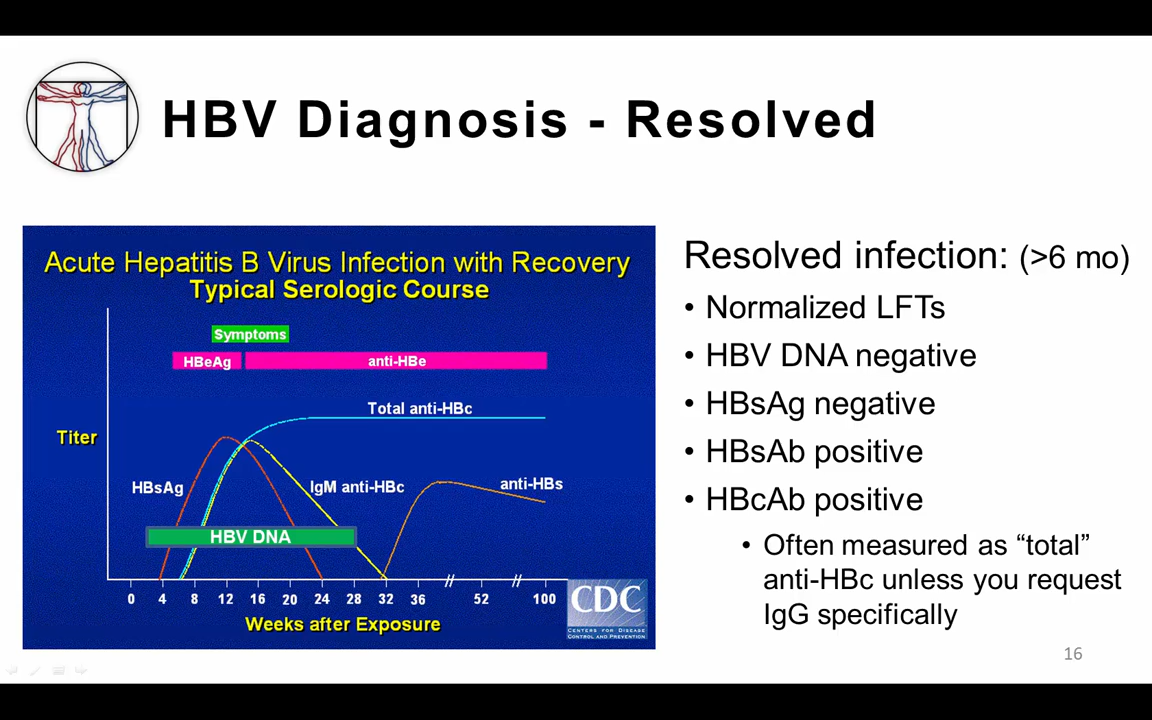 HBV Diagnosis - Resolved
Acute Hepatitis B Virus Infection with Recovery
Typical Serologic Course
Symptoms
HBeAg
anti-HBe
Total anti-HBc
Titer
HBsAg
IgM anti-HBc
anti-HBs
HBV DNA
0 4 8 12 16 20 24 28 32 36 52 100
Weeks after Exposure
CDC
CENTERS FOR DISEASE
CONTROL AND PREVENTION
Resolved infection: (>6 mo)
• Normalized LFTs
• HBV DNA negative
• HBsAg negative
• HBsAb positive
• HBcAb positive
• Often measured as “total”
anti-HBc unless you request
IgG specifically
16